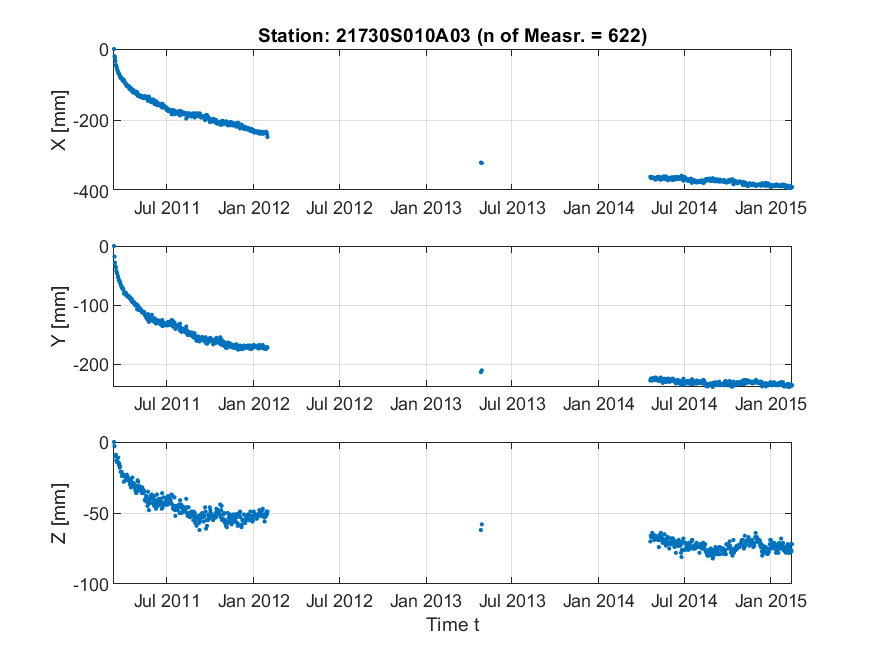 Station: 21730S010A03 (n of Measr. = 622)
0
-200
-400
X [mm]
Jul 2011 Jan 2012 Jul 2012 Jan 2013 Jul 2013 Jan 2014 Jul 2014 Jan 2015
0
-100
-200
Y [mm]
Jul 2011 Jan 2012 Jul 2012 Jan 2013 Jul 2013 Jan 2014 Jul 2014 Jan 2015
0
-50
-100
Z [mm]
Jul 2011 Jan 2012 Jul 2012 Jan 2013 Jul 2013 Jan 2014 Jul 2014 Jan 2015
Time t